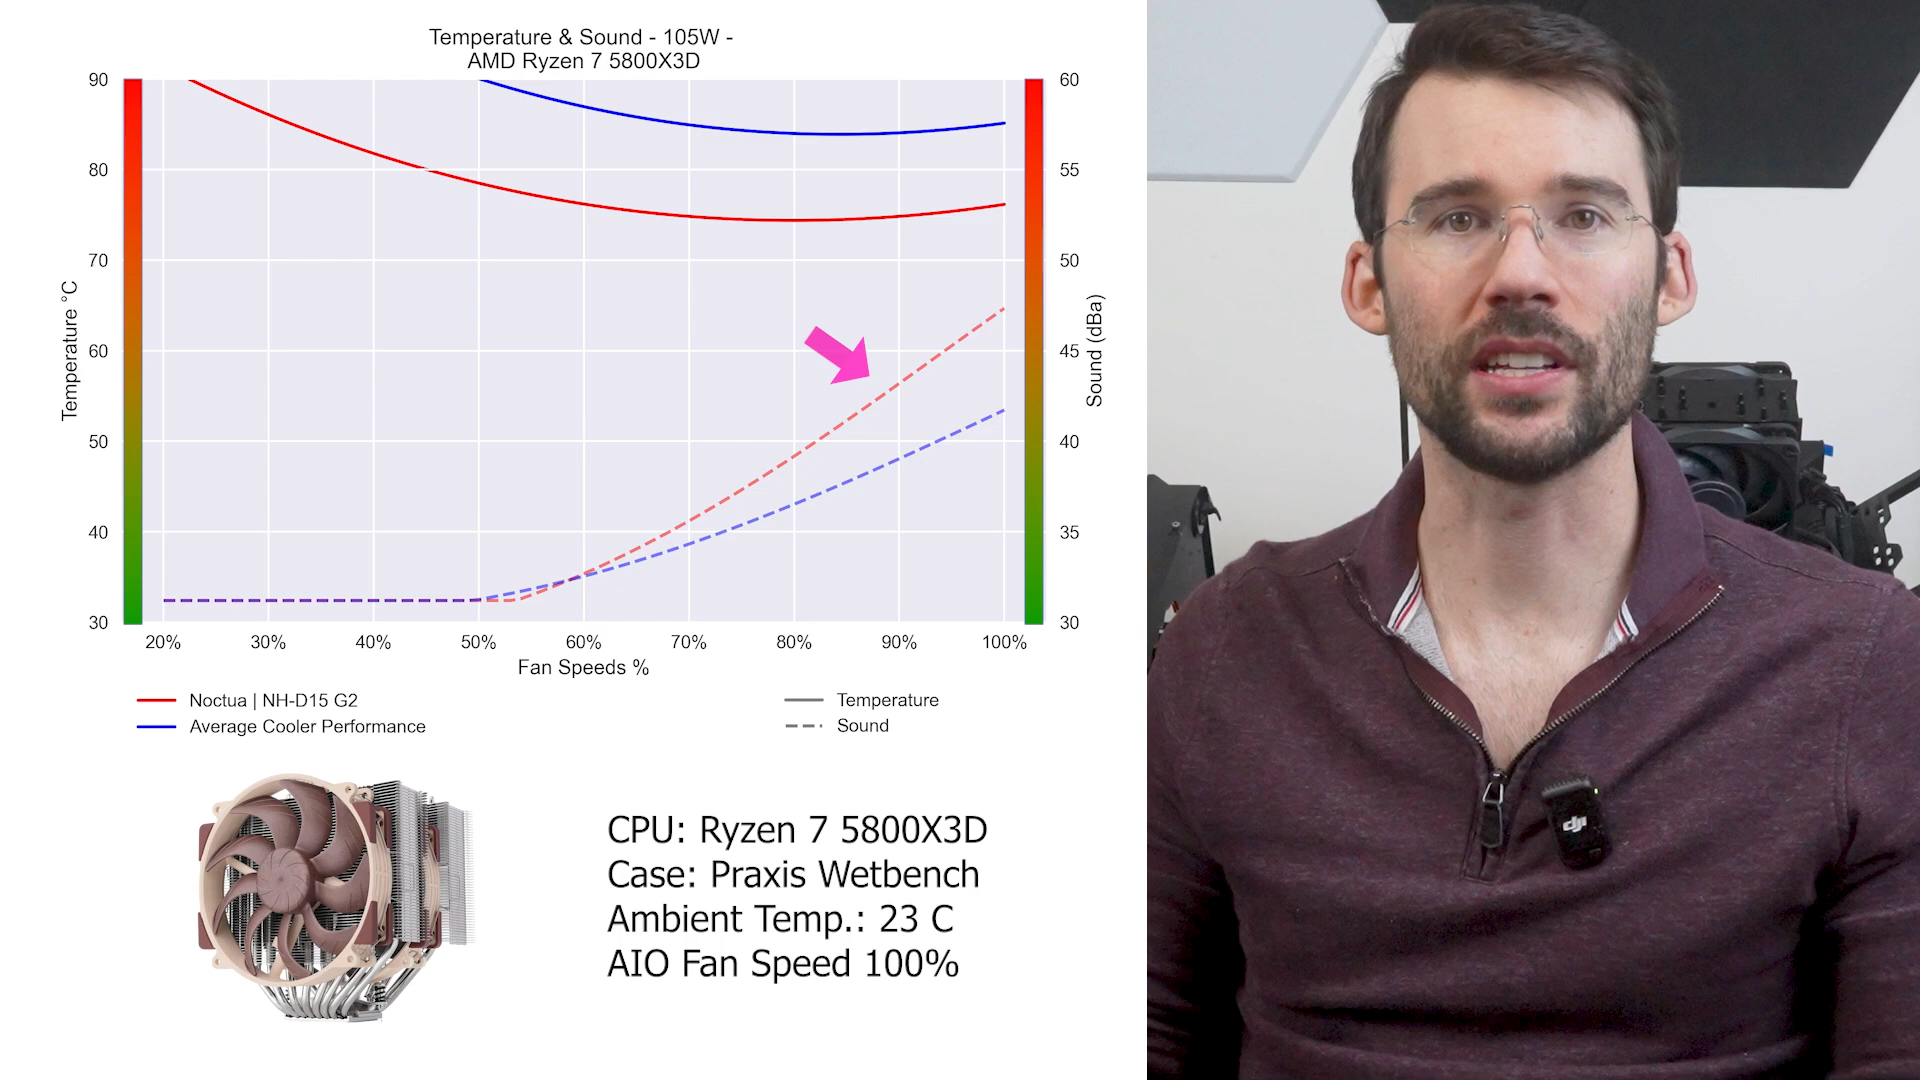 Temperature & Sound - 105W -
AMD Ryzen 7 5800X3D
90
80
70
60
50
40
30
Temperature °C
60
55
50
45
40
35
30
Sound (dBa)
20% 30% 40% 50% 60% 70% 80% 90% 100%
Fan Speeds %
Noctua | NH-D15 G2
Average Cooler Performance
Temperature
Sound
CPU: Ryzen 7 5800X3D
Case: Praxis Wetbench
Ambient Temp.: 23 C
AIO Fan Speed 100%
dji